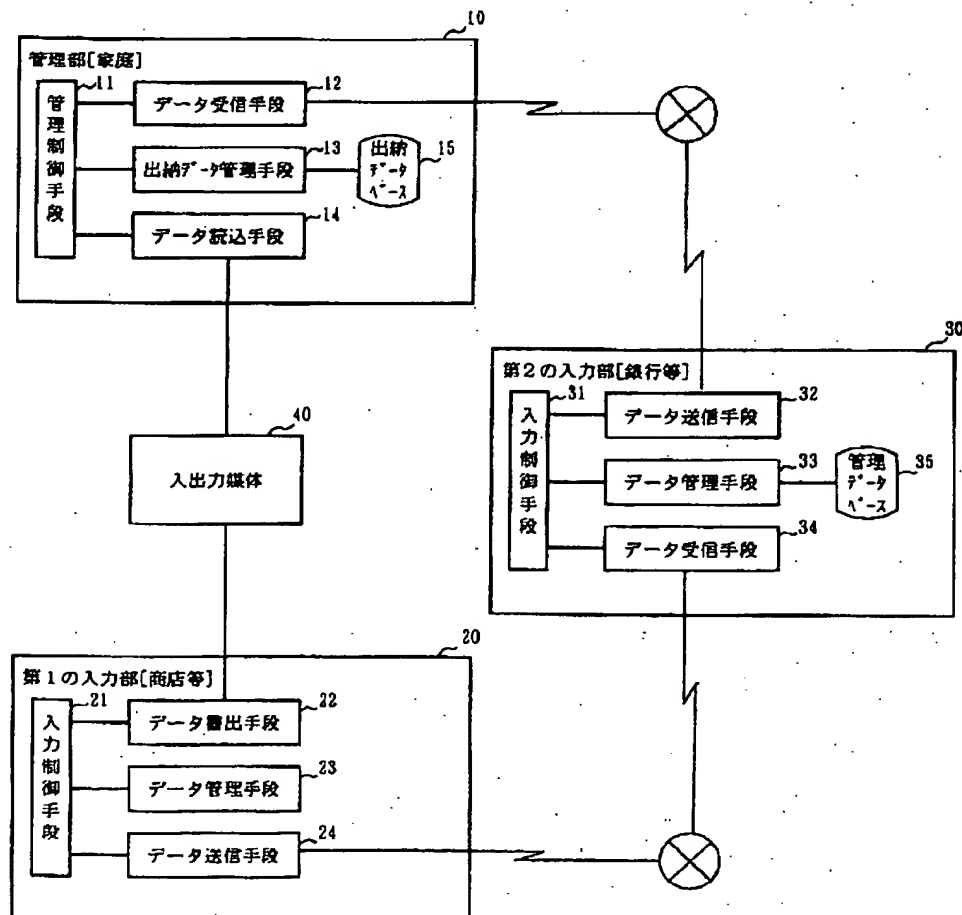 10
管理部[家庭]
11
管理制御手段
12
データ受信手段
13
出納データ管理手段
出納データベース
15
14
データ読込手段
40
入出力媒体
30
第2の入力部[銀行等]
31
入力制御手段
32
データ送信手段
33
データ管理手段
管理データベース
35
34
データ受信手段
20
第1の入力部[商店等]
21
入力制御手段
22
データ書出手段
23
データ管理手段
24
データ送信手段